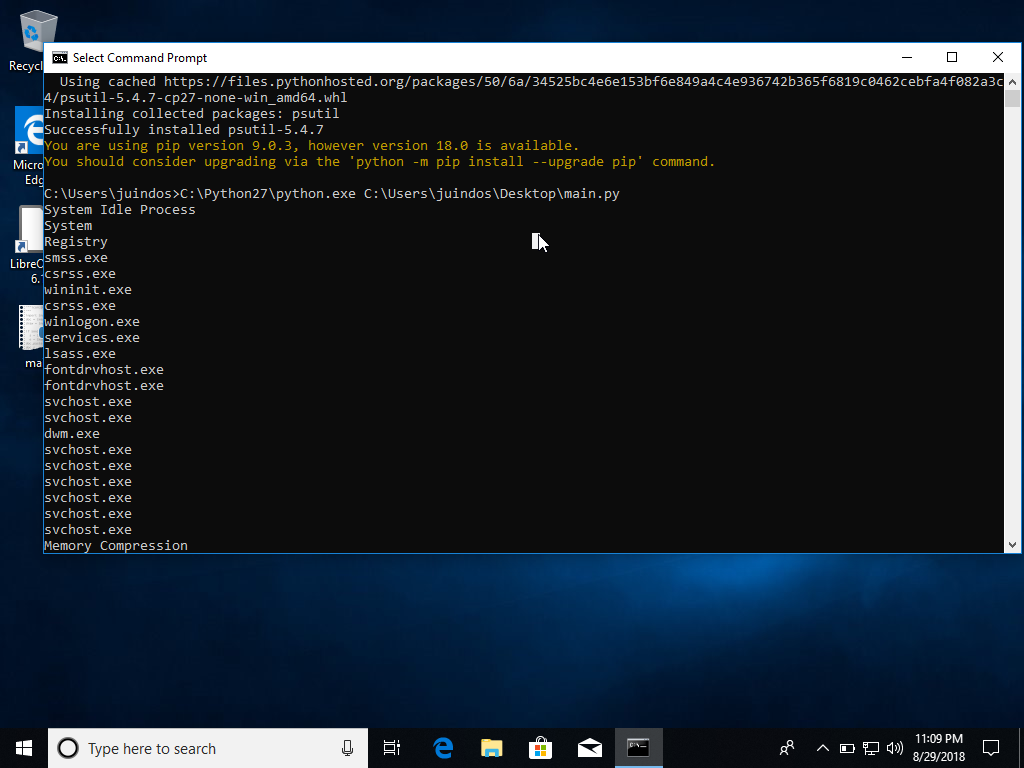 Recyc
Select Command Prompt
Using cached https://files.pythonhosted.org/packages/50/6a/34525bc4e6e153bf6e849a4c4e936742b365f6819c0462cebfa4f082a3c
4/psutil-5.4.7-cp27-none-win_amd64.whl
Installing collected packages: psutil
Successfully installed psutil-5.4.7
You are using pip version 9.0.3, however version 18.0 is available.
You should consider upgrading via the 'python -m pip install --upgrade pip' command.
C:\Users\juindos>C:\Python27\python.exe C:\Users\juindos\Desktop\main.py
System Idle Process
System
Registry
smss.exe
csrss.exe
wininit.exe
csrss.exe
winlogon.exe
services.exe
lsass.exe
fontdrvhost.exe
fontdrvhost.exe
svchost.exe
svchost.exe
dwm.exe
svchost.exe
svchost.exe
svchost.exe
svchost.exe
svchost.exe
svchost.exe
Memory Compression
Micro
Edg
LibreO
6.
ma
Type here to search
11:09 PM
8/29/2018